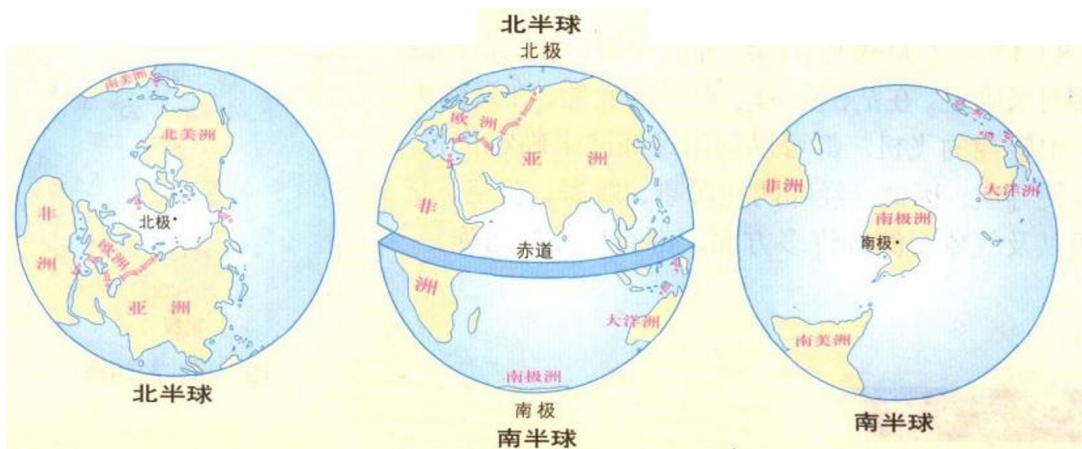 南美洲
北美洲
北极
非
洲
欧洲
亚洲
北半球
北半球
北极
欧洲
亚洲
非
赤道
洲
大洋洲
南极洲
南极
南半球
非洲
大洋洲
南极洲
南极
南美洲
南半球